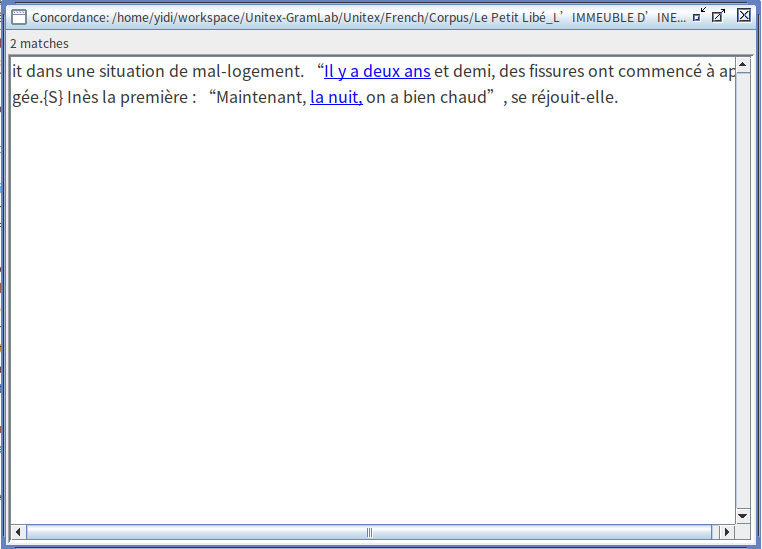 Concordance: /home/yidi/workspace/Unitex-GramLab/Unitex/French/Corpus/Le Petit Libé_L’IMMEUBLE D’INE...
2 matches
it dans une situation de mal-logement. “Il y a deux ans et demi, des fissures ont commencé à ap
gée.{S} Inès la première : “Maintenant, la nuit, on a bien chaud”, se réjouit-elle.